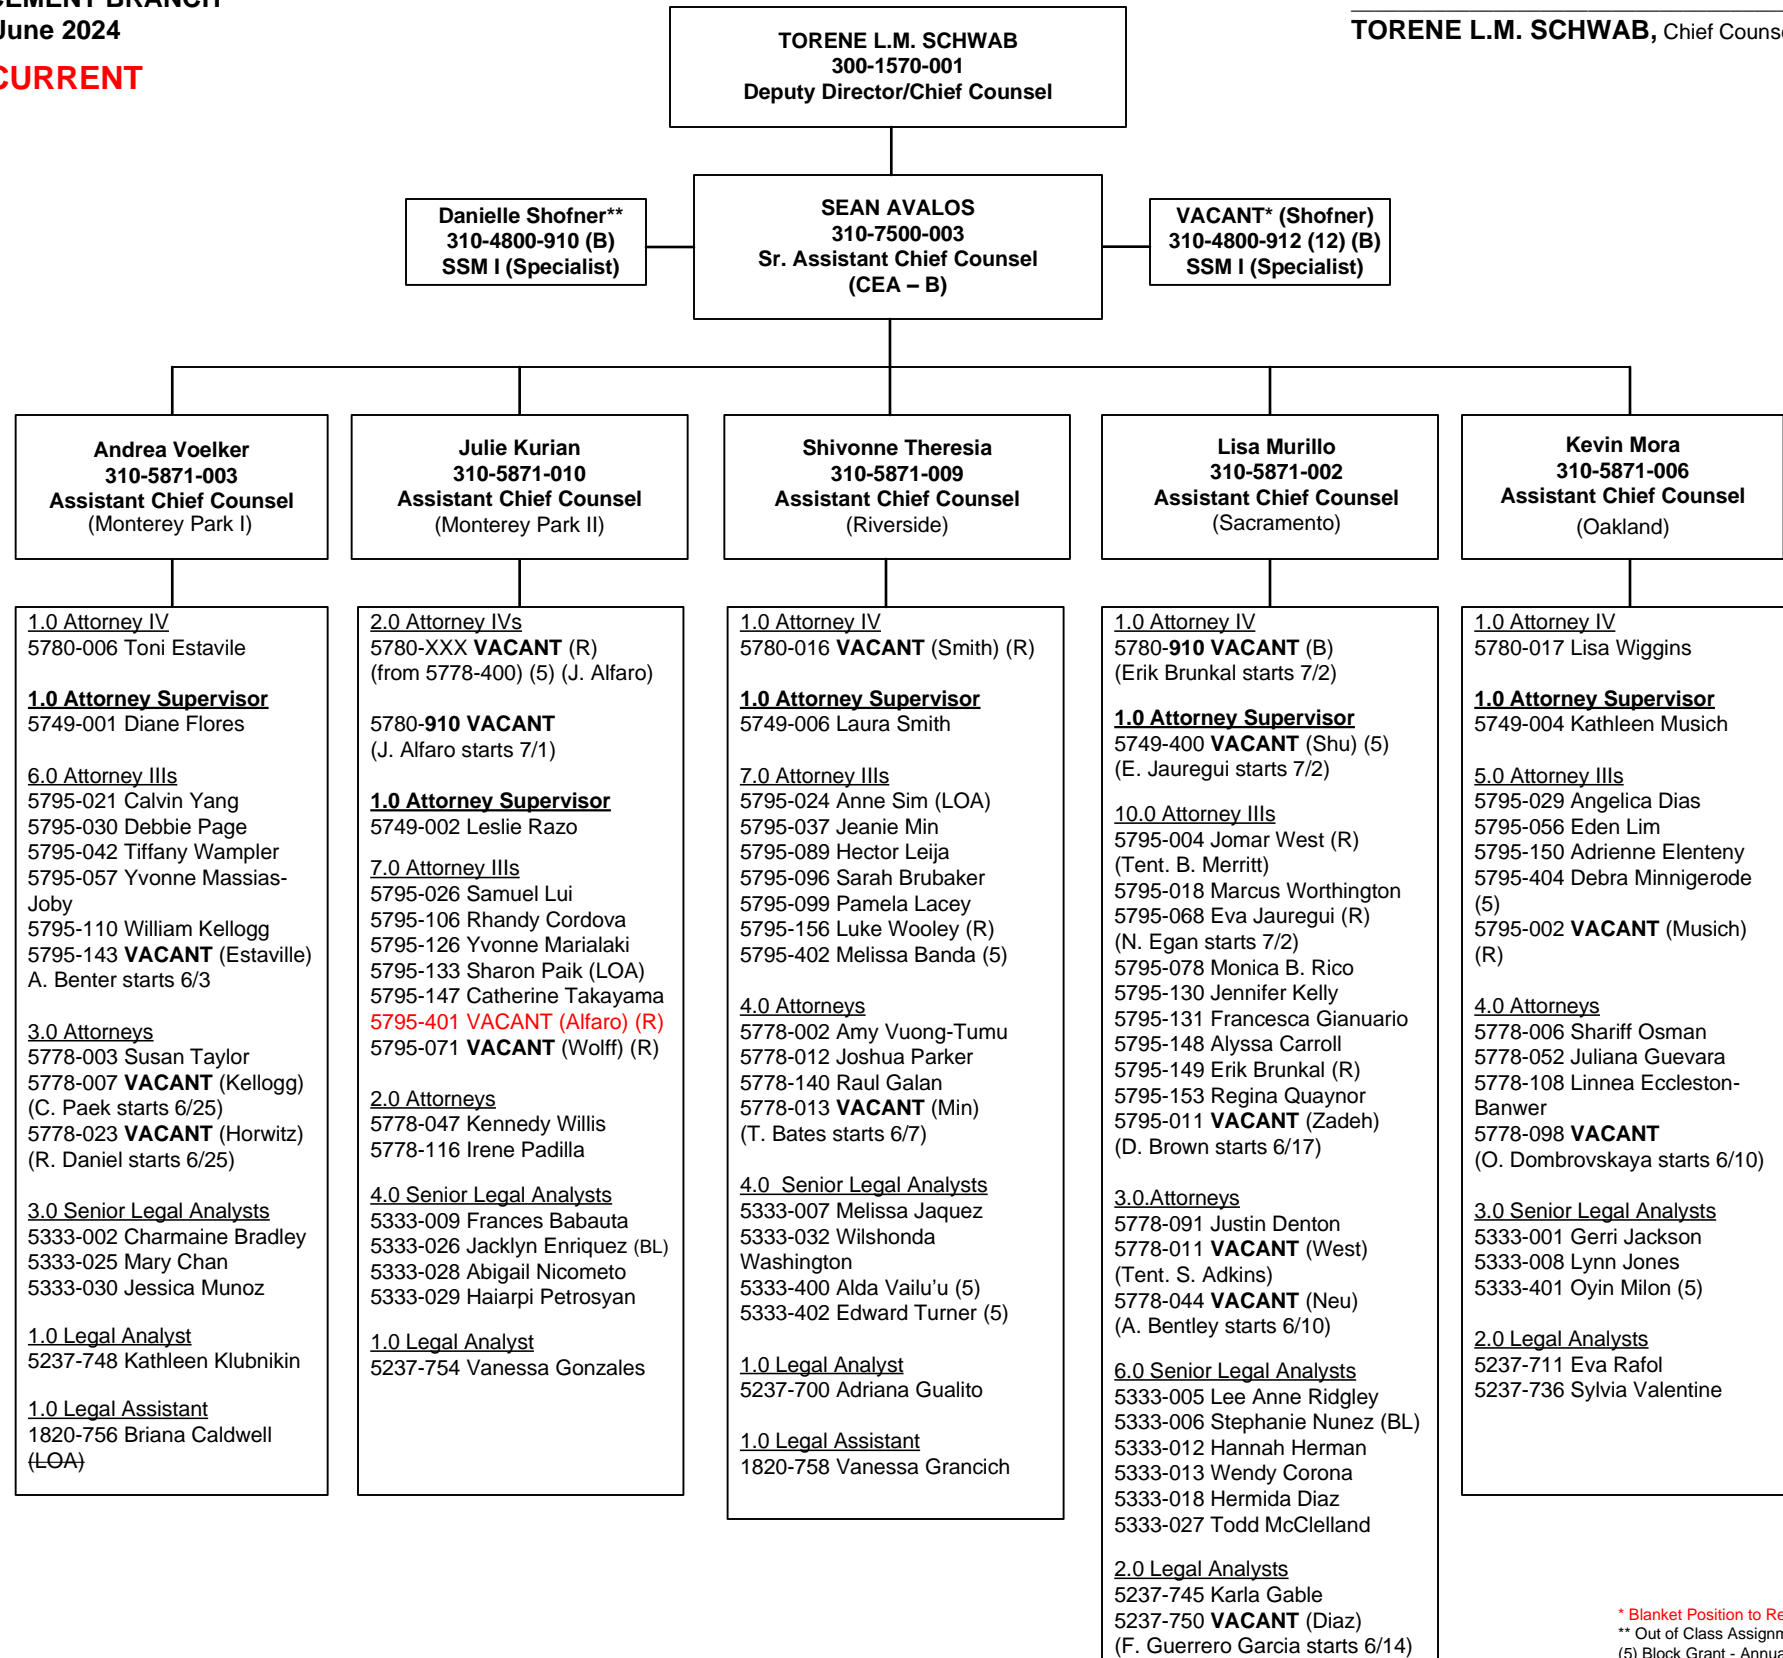 June 2024
CURRENT
TORENE L.M. SCHWAB, Chief
TORENE L.M. SCHWAB
300-1570-001
Deputy Director/Chief Counsel
Danielle Shofner**
310-4800-910 (B)
SSM I (Specialist)
SEAN AVALOS
310-7500-003
Sr. Assistant Chief Counsel
(CEA – B)
VACANT* (Shofner)
310-4800-912 (12) (B)
SSM I (Specialist)
Andrea Voelker
310-5871-003
Assistant Chief Counsel
(Monterey Park I)
Julie Kurian
310-5871-010
Assistant Chief Counsel
(Monterey Park II)
Shivonne Theresia
310-5871-009
Assistant Chief Counsel
(Riverside)
Lisa Murillo
310-5871-002
Assistant Chief Counsel
(Sacramento)
Kevin Mora
310-5871-006
Assistant Chief Counsel
(Oakland)
1.0 Attorney IV
5780-006 Toni Estavile
1.0 Attorney Supervisor
5749-001 Diane Flores
6.0 Attorney IIIs
5795-021 Calvin Yang
5795-030 Debbie Page
5795-042 Tiffany Wampler
5795-057 Yvonne Massias-
Joby
5795-110 William Kellogg
5795-143 VACANT (Estaville)
A. Benter starts 6/3
3.0 Attorneys
5778-003 Susan Taylor
5778-007 VACANT (Kellogg)
(C. Paek starts 6/25)
5778-023 VACANT (Horwitz)
(R. Daniel starts 6/25)
3.0 Senior Legal Analysts
5333-002 Charmaine Bradley
5333-025 Mary Chan
5333-030 Jessica Munoz
1.0 Legal Analyst
5237-748 Kathleen Klubnikin
1.0 Legal Assistant
1820-756 Briana Caldwell
(LOA)
2.0 Attorney IVs
5780-XXX VACANT (R)
(from 5778-400) (5) (J. Alfaro)
5780-910 VACANT
(J. Alfaro starts 7/1)
1.0 Attorney Supervisor
5749-002 Leslie Razo
7.0 Attorney IIIs
5795-026 Samuel Lui
5795-106 Rhandy Cordova
5795-126 Yvonne Marialaki
5795-133 Sharon Paik (LOA)
5795-147 Catherine Takayama
5795-401 VACANT (Alfaro) (R)
5795-071 VACANT (Wolff) (R)
2.0 Attorneys
5778-047 Kennedy Willis
5778-116 Irene Padilla
4.0 Senior Legal Analysts
5333-009 Frances Babauta
5333-026 Jacklyn Enriquez (BL)
5333-028 Abigail Nicometo
5333-029 Haiarpi Petrosyan
1.0 Legal Analyst
5237-754 Vanessa Gonzales
1.0 Attorney IV
5780-016 VACANT (Smith) (R)
1.0 Attorney Supervisor
5749-006 Laura Smith
7.0 Attorney IIIs
5795-024 Anne Sim (LOA)
5795-037 Jeanie Min
5795-089 Hector Leija
5795-096 Sarah Brubaker
5795-099 Pamela Lacey
5795-156 Luke Wooley (R)
5795-402 Melissa Banda (5)
4.0 Attorneys
5778-002 Amy Vuong-Tumu
5778-012 Joshua Parker
5778-140 Raul Galan
5778-013 VACANT (Min)
(T. Bates starts 6/7)
4.0 Senior Legal Analysts
5333-007 Melissa Jaquez
5333-032 Wilshonda
Washington
5333-400 Alda Vailu'u (5)
5333-402 Edward Turner (5)
1.0 Legal Analyst
5237-700 Adriana Gualito
1.0 Legal Assistant
1820-758 Vanessa Grancich
1.0 Attorney IV
5780-910 VACANT (B)
(Erik Brunkal starts 7/2)
1.0 Attorney Supervisor
5749-400 VACANT (Shu) (5)
(E. Jauregui starts 7/2)
10.0 Attorney IIIs
5795-004 Jomar West (R)
(Tent. B. Merritt)
5795-018 Marcus Worthington
5795-068 Eva Jauregui (R)
(N. Egan starts 7/2)
5795-078 Monica B. Rico
5795-130 Jennifer Kelly
5795-131 Francesca Gianuario
5795-148 Alyssa Carroll
5795-149 Erik Brunkal (R)
5795-153 Regina Quaynor
5795-011 VACANT (Zadeh)
(D. Brown starts 6/17)
3.0.Attorneys
5778-091 Justin Denton
5778-011 VACANT (West)
(Tent. S. Adkins)
5778-044 VACANT (Neu)
(A. Bentley starts 6/10)
6.0 Senior Legal Analysts
5333-005 Lee Anne Ridgley
5333-006 Stephanie Nunez (BL)
5333-012 Hannah Herman
5333-013 Wendy Corona
5333-018 Hermida Diaz
5333-027 Todd McClelland
2.0 Legal Analysts
5237-745 Karla Gable
5237-750 VACANT (Diaz)
(F. Guerrero Garcia starts 6/14)
1.0 Attorney IV
5780-017 Lisa Wiggins
1.0 Attorney Supervisor
5749-004 Kathleen Musich
5.0 Attorney IIIs
5795-029 Angelica Dias
5795-056 Eden Lim
5795-150 Adrienne Elenteny
5795-404 Debra Minnigerode
(5)
5795-002 VACANT (Musich)
(R)
4.0 Attorneys
5778-006 Shariff Osman
5778-052 Juliana Guevara
5778-108 Linnea Eccleston-
Banwer
5778-098 VACANT
(O. Dombrovskaya starts 6/10)
3.0 Senior Legal Analysts
5333-001 Gerri Jackson
5333-008 Lynn Jones
5333-401 Oyin Milon (5)
2.0 Legal Analysts
5237-711 Eva Rafol
5237-736 Sylvia Valentine
* Blanket Position to
** Out of Class
(5) Block Grant -